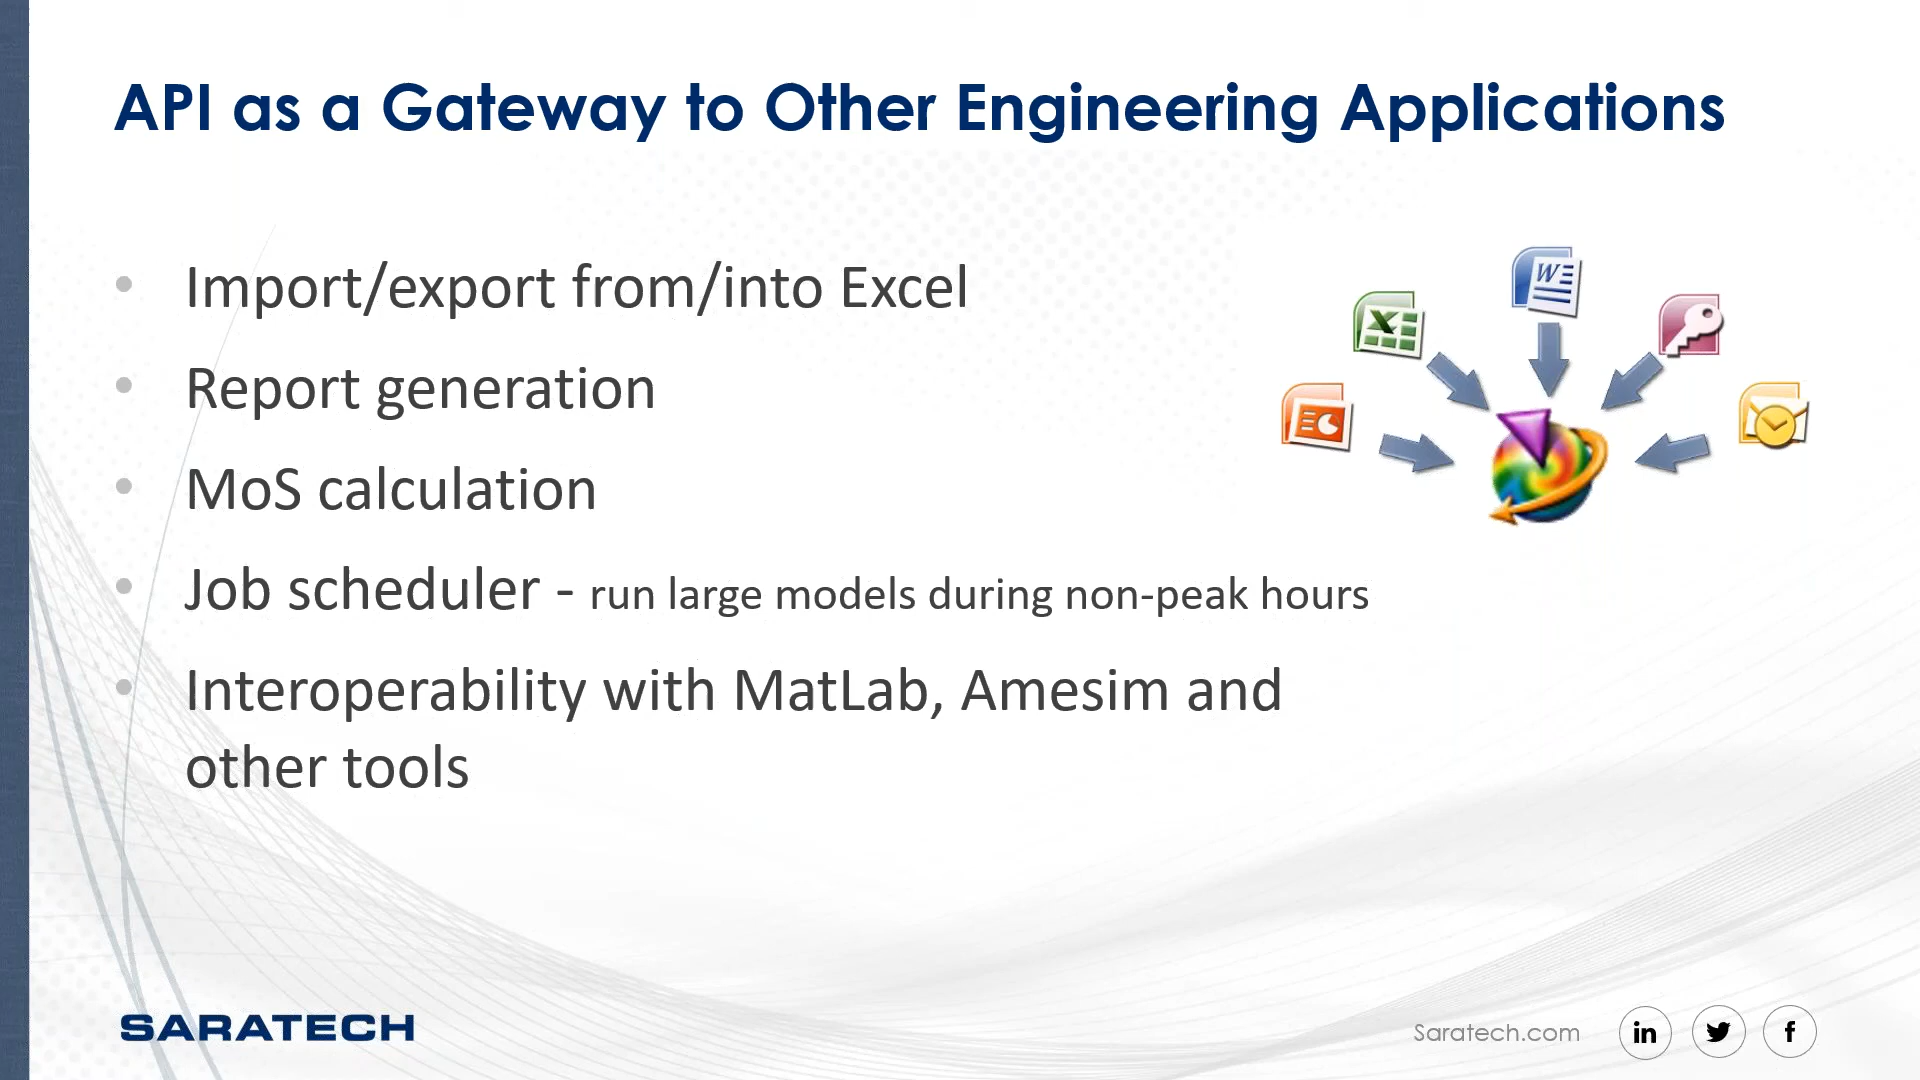 API as a Gateway to Other Engineering Applications
• Import/export from/into Excel
• Report generation
• MoS calculation
• Job scheduler - run large models during non-peak hours
• Interoperability with MatLab, Amesim and
other tools
W
X
SARATECH
Saratech.com
in
f